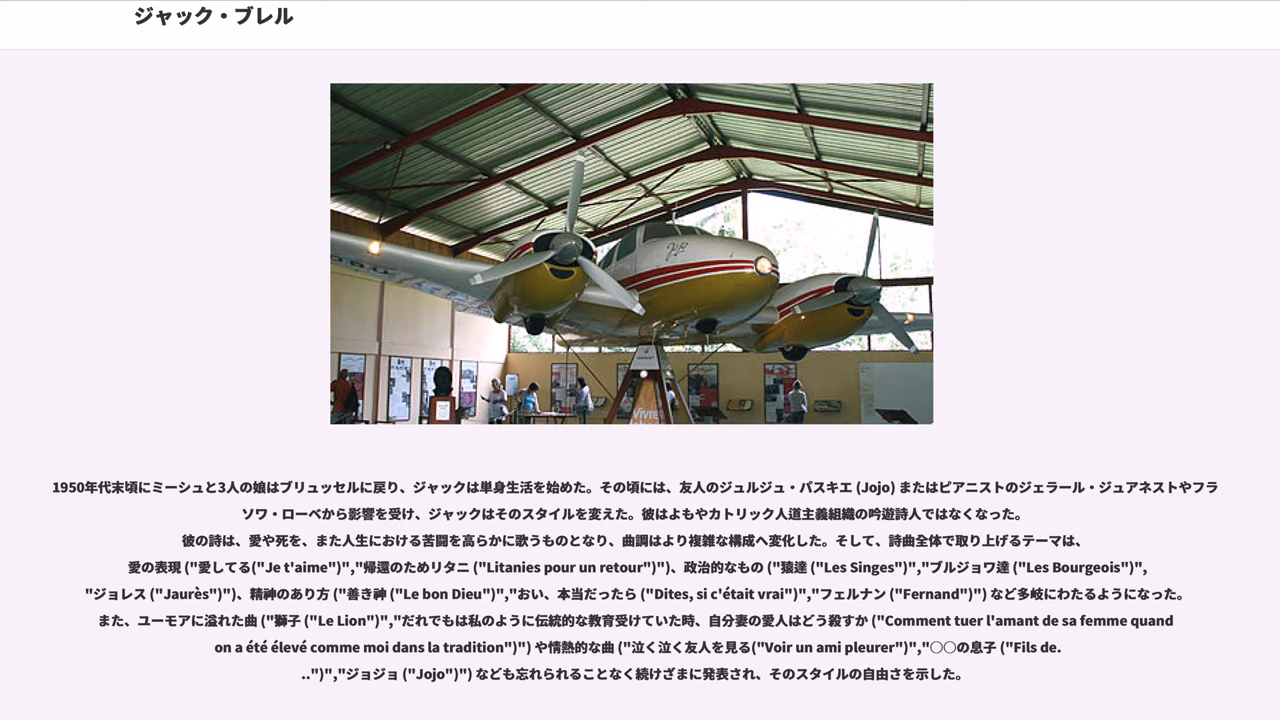 ジャック・ブレル
Jojo
Vivre
1950年代末頃にミーシュと3人の娘はブリュッセルに戻り、ジャックは単身生活を始めた。その頃には、友人のジュルジュ・パスキエ (Jojo) またはピアニストのジェラール・ジュアネストやフラ
ンワ・ローベから影響を受け、ジャックはそのスタイルを変えた。彼はよもやカトリック人道主義組織の吟遊詩人ではなくなった。
彼の詩は、愛や死を、また人生における苦闘を高らかに歌うものとなり、曲調はより複雑な構成へ変化した。そして、詩曲全体で取り上げるテーマは、
愛の表現 ("愛してる("Je t'aime")","帰還のためリタニ ("Litanies pour un retour")")、政治的なもの ("猿達 ("Les Singes")","ブルジョワ達 ("Les Bourgeois")",
"ジョレス ("Jaurès")")、精神のあり方 ("善き神 ("Le bon Dieu")","おい、本当だったら ("Dites, si c'était vrai")","フェルナン ("Fernand")") など多岐にわたるようになった。
また、ユーモアに溢れた曲 ("獅子 ("Le Lion")","だれでもは私のように伝統的な教育受けていた時、自分妻の愛人はどう殺すか ("Comment tuer l'amant de sa femme quand
on a été élevé comme moi dans la tradition")") や情熱的な曲 ("泣く泣く友人を見る("Voir un ami pleurer")","○○の息子 ("Fils de.
..")","ジョジョ ("Jojo")") なども忘れられることなく続けざまに発表され、そのスタイルの自由さを示した。